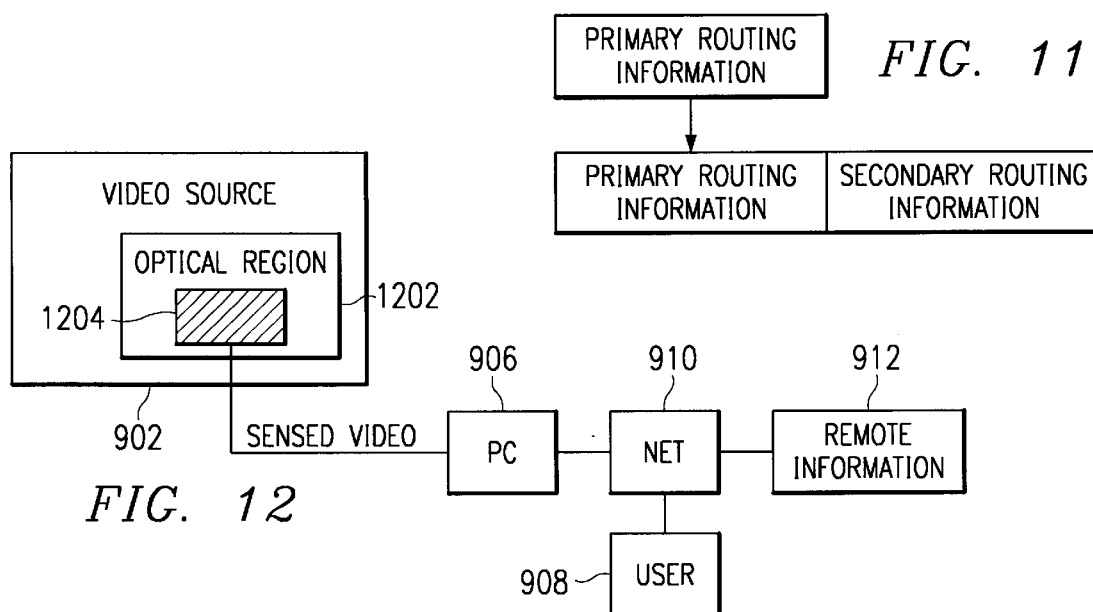 PRIMARY ROUTING
INFORMATION
FIG. 11
PRIMARY ROUTING
INFORMATION
SECONDARY ROUTING
INFORMATION
VIDEO SOURCE
OPTICAL REGION
1204
1202
902
SENSED VIDEO
906
PC
910
NET
912
REMOTE
INFORMATION
908
USER
FIG. 12